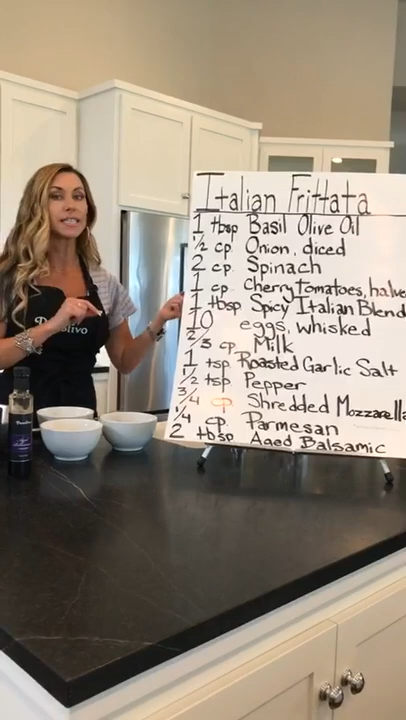 Italian Frittata
1 tbsp Basil Olive Oil
1/2 cp Onion, diced
2 cp Spinach
1 cp Cherry tomatoes, halve
1 tbsp Spicy Italian Blend
10 eggs, whisked
2/3 cp Milk
1 tsp Roasted Garlic Salt
1/2 tsp Pepper
3/4 cp Shredded Mozzarella
1/4 cp Parmesan
2 tbsp Aged Balsamic